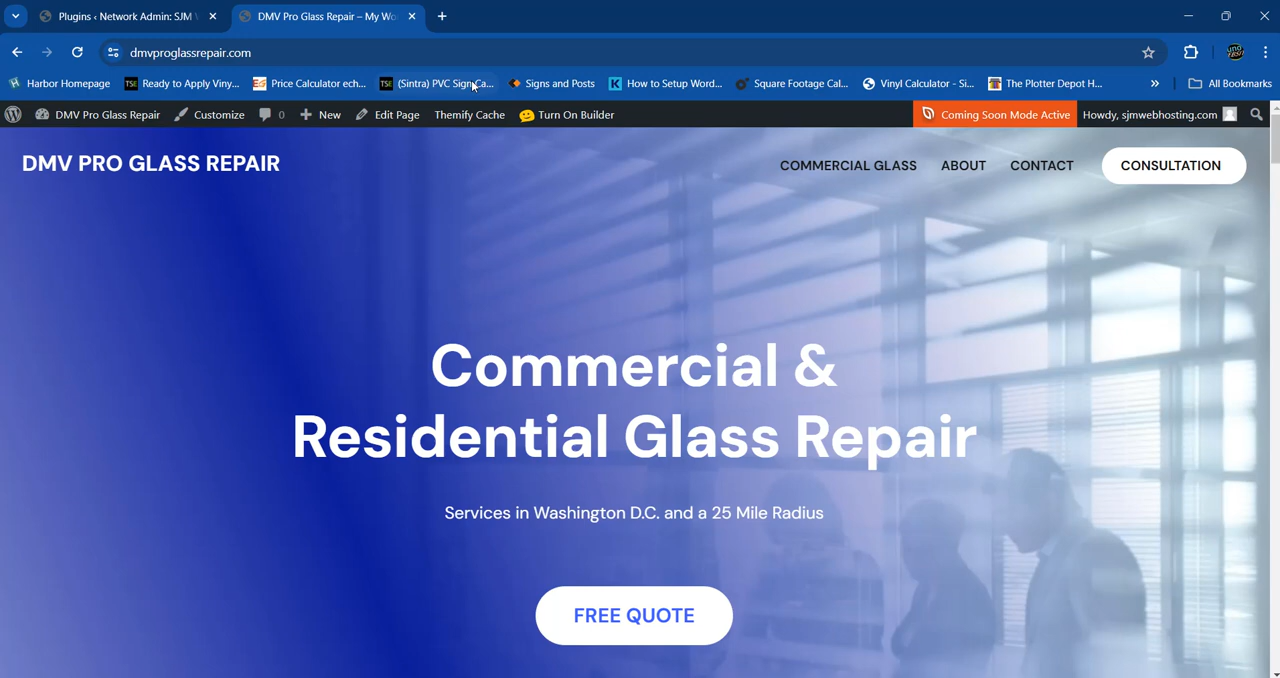 Plugins ‹ Network Admin: SJM
DMV Pro Glass Repair – My Wo
dmvproglassrepair.com
Harbor Homepage
Ready to Apply Viny...
Price Calculator ech...
(Sintra) PVC Sign Ca...
Signs and Posts
How to Setup Word...
Square Footage Cal...
Vinyl Calculator - Si...
The Plotter Depot H...
All Bookmarks
DMV Pro Glass Repair
Customize
0
New
Edit Page
Themify Cache
Turn On Builder
Coming Soon Mode Active
Howdy, sjmwebhosting.com
DMV PRO GLASS REPAIR
COMMERCIAL GLASS
ABOUT
CONTACT
CONSULTATION
Commercial &
Residential Glass Repair
Services in Washington D.C. and a 25 Mile Radius
FREE QUOTE